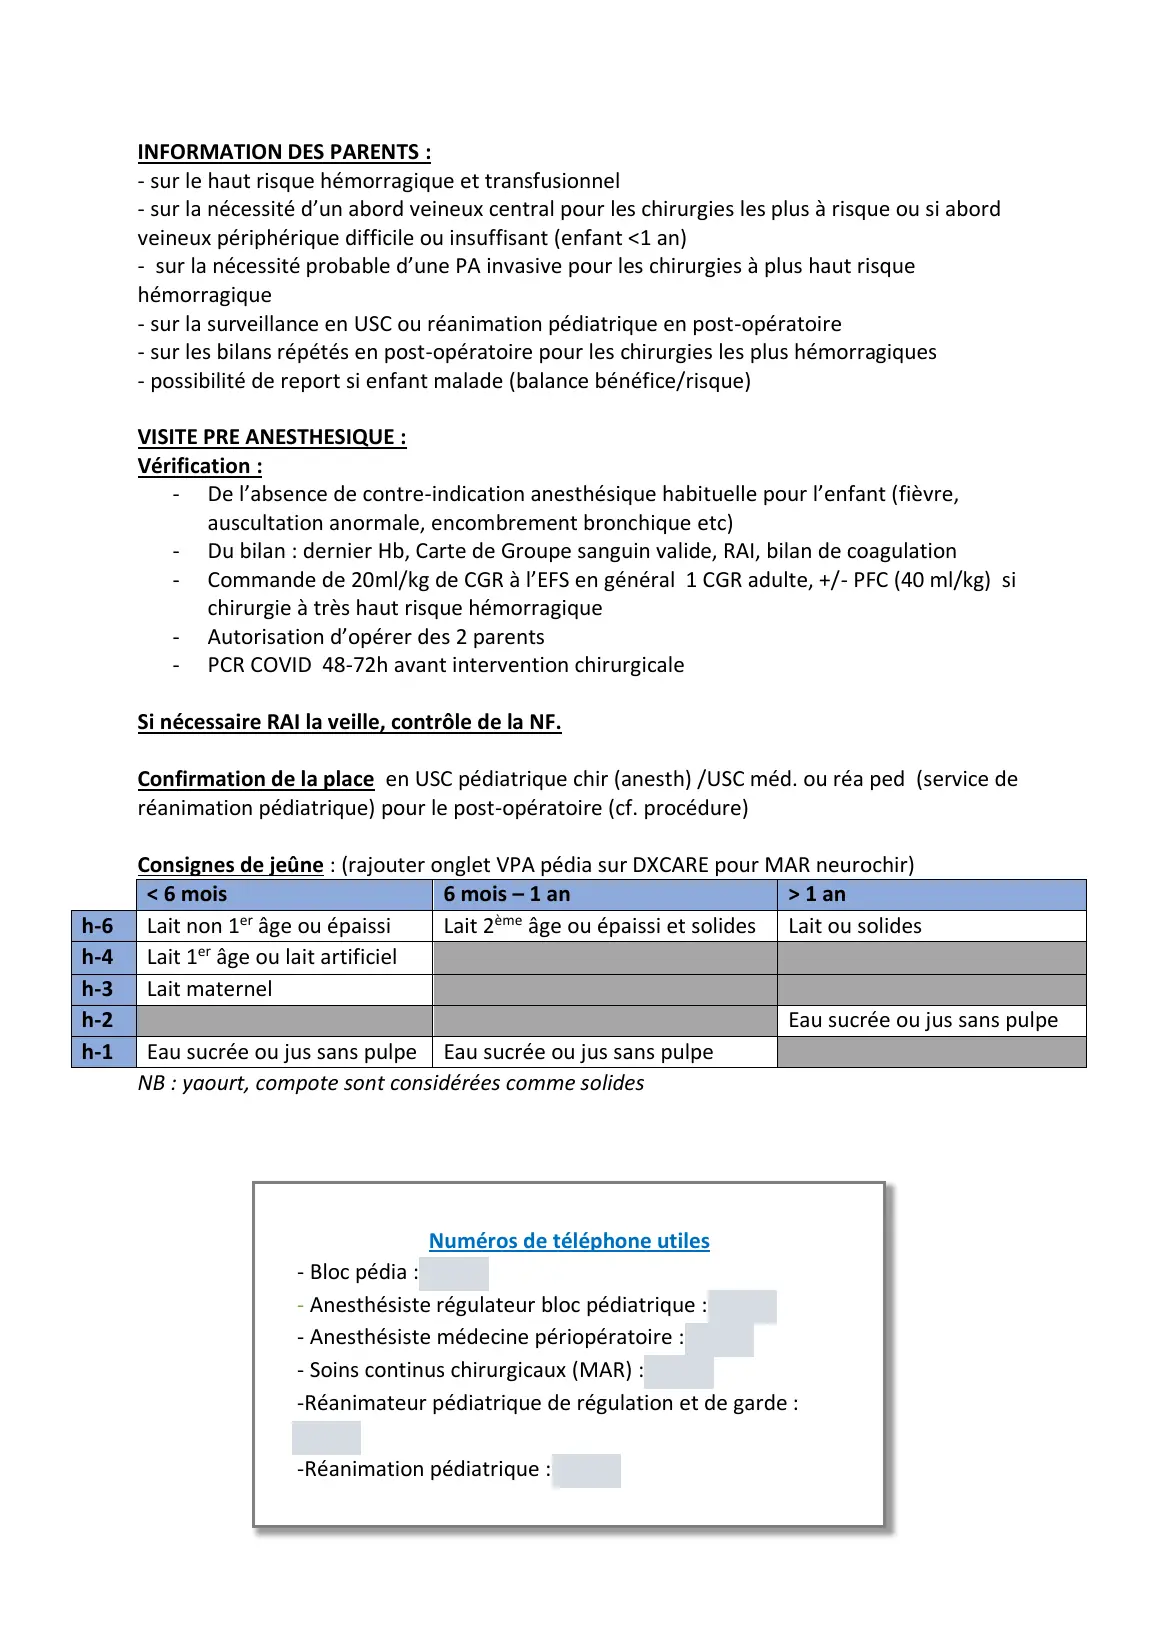 INFORMATION DES PARENTS :
- sur le haut risque hémorragique et transfusionnel
- sur la nécessité d’un abord veineux central pour les chirurgies les plus à risque ou si abord
veineux périphérique difficile ou insuffisant (enfant <1 an)
-  sur la nécessité probable d’une PA invasive pour les chirurgies à plus haut risque
hémorragique
- sur la surveillance en USC ou réanimation pédiatrique en post-opératoire
- sur les bilans répétés en post-opératoire pour les chirurgies les plus hémorragiques
- possibilité de report si enfant malade (balance bénéfice/risque)
VISITE PRE ANESTHESIQUE :
Vérification :
- De l’absence de contre-indication anesthésique habituelle pour l’enfant (fièvre,
auscultation anormale, encombrement bronchique etc)
- Du bilan : dernier Hb, Carte de Groupe sanguin valide, RAI, bilan de coagulation
- Commande de 20ml/kg de CGR à l’EFS en général  1 CGR adulte, +/- PFC (40 ml/kg)  si
chirurgie à très haut risque hémorragique
- Autorisation d’opérer des 2 parents
- PCR COVID  48-72h avant intervention chirurgicale
Si nécessaire RAI la veille, contrôle de la NF.
Confirmation de la place  en USC pédiatrique chir (anesth) /USC méd. ou réa ped  (service de
réanimation pédiatrique) pour le post-opératoire (cf. procédure)
Consignes de jeûne : (rajouter onglet VPA pédia sur DXCARE pour MAR neurochir)
< 6 mois 6 mois – 1 an > 1 an
h-6 Lait non 1er âge ou épaissi Lait 2ème âge ou épaissi et solides Lait ou solides
h-4 Lait 1er âge ou lait artificiel
h-3 Lait maternel
h-2 Eau sucrée ou jus sans pulpe
h-1 Eau sucrée ou jus sans pulpe Eau sucrée ou jus sans pulpe
NB : yaourt, compote sont considérées comme solides
Numéros de téléphone utiles
- Bloc pédia :
- Anesthésiste régulateur bloc pédiatrique :
- Anesthésiste médecine périopératoire :
- Soins continus chirurgicaux (MAR) :
-Réanimateur pédiatrique de régulation et de garde :
-Réanimation pédiatrique :